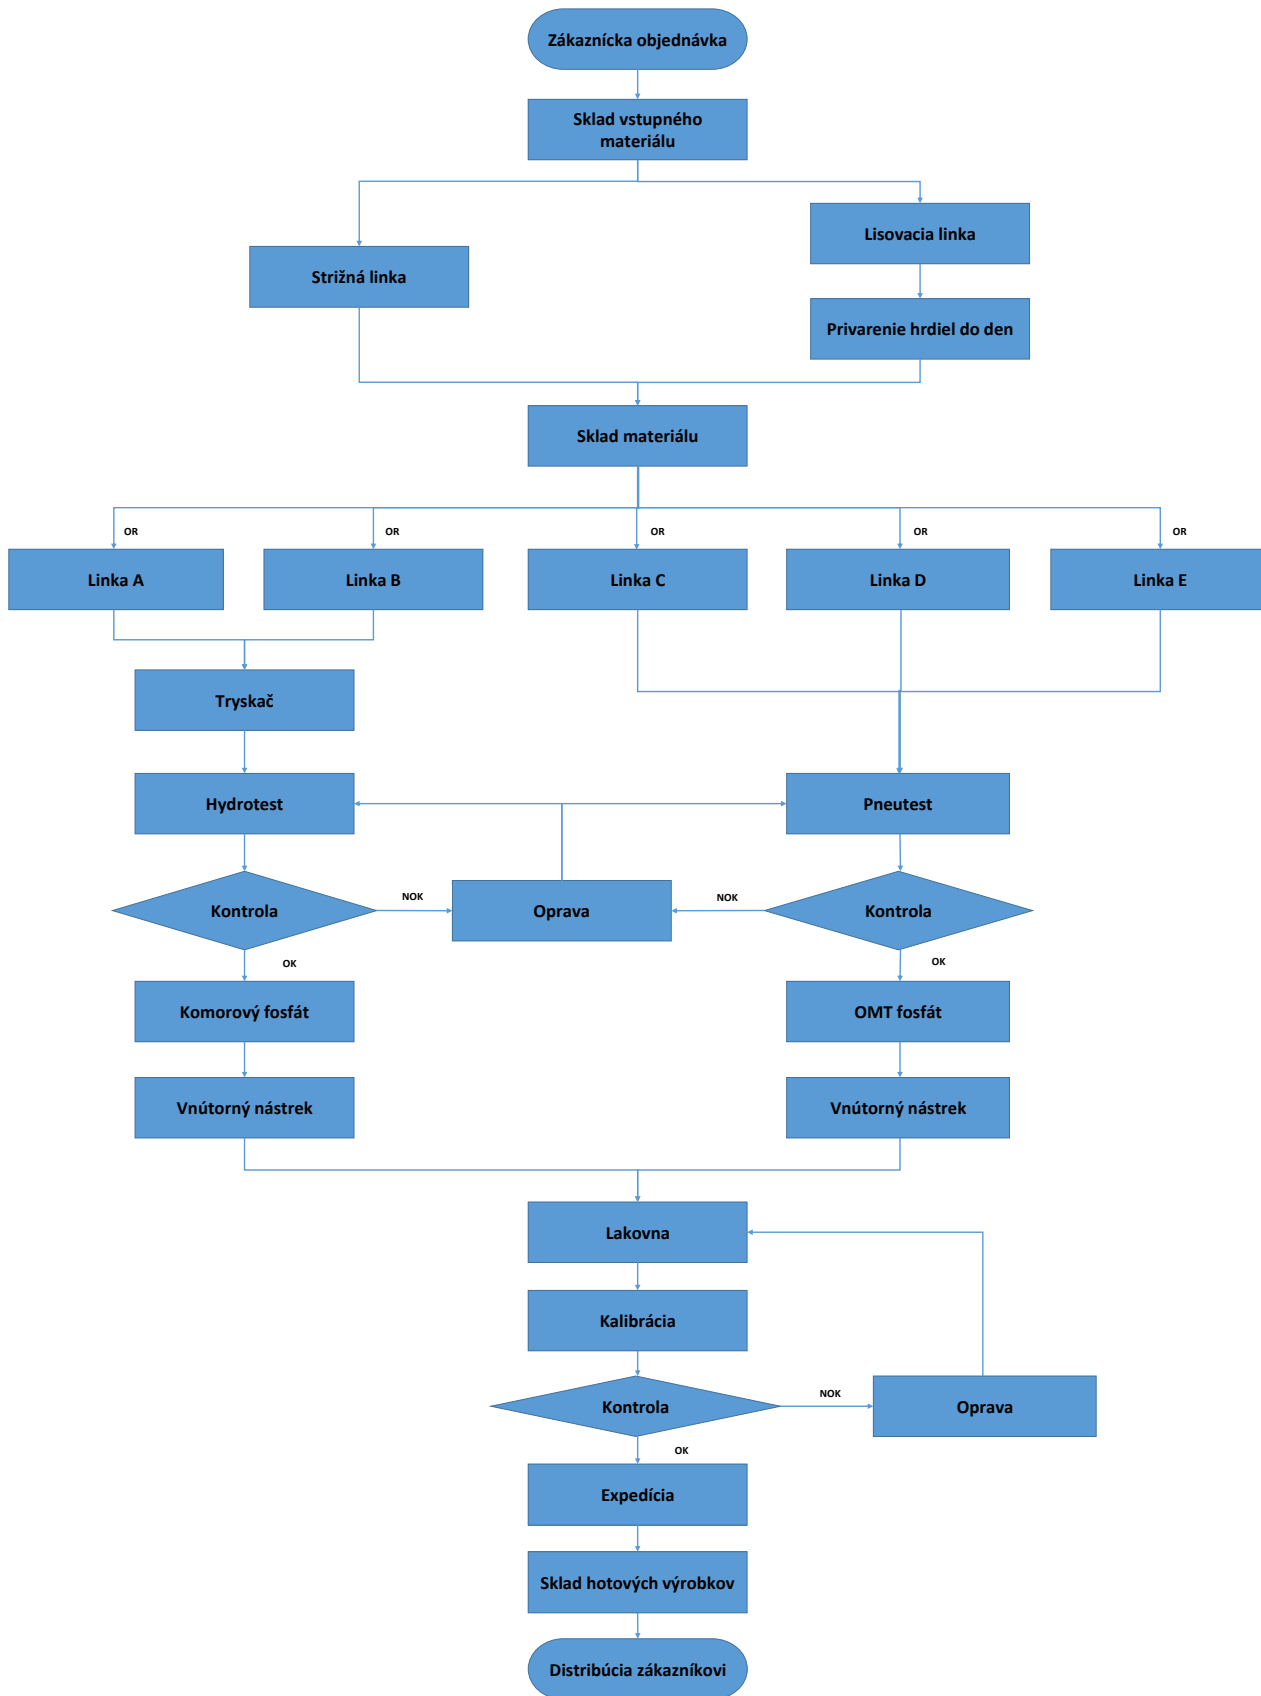 Zákaznícka objednávka
Sklad vstupného
materiálu
Lisovacia linka
Strižná linka
Privarenie hrdiel do den
Sklad materiálu
OR
OR
OR
OR
OR
Linka A
Linka B
Linka C
Linka D
Linka E
Tryskač
Hydrotest
Pneutest
Kontrola
NOK
Oprava
NOK
Kontrola
OK
OK
Komorový fosfát
OMT fosfát
Vnútorný nástrek
Vnútorný nástrek
Lakovna
Kalibrácia
Kontrola
NOK
Oprava
OK
Expedícia
Sklad hotových výrobkov
Distribúcia zákazníkovi